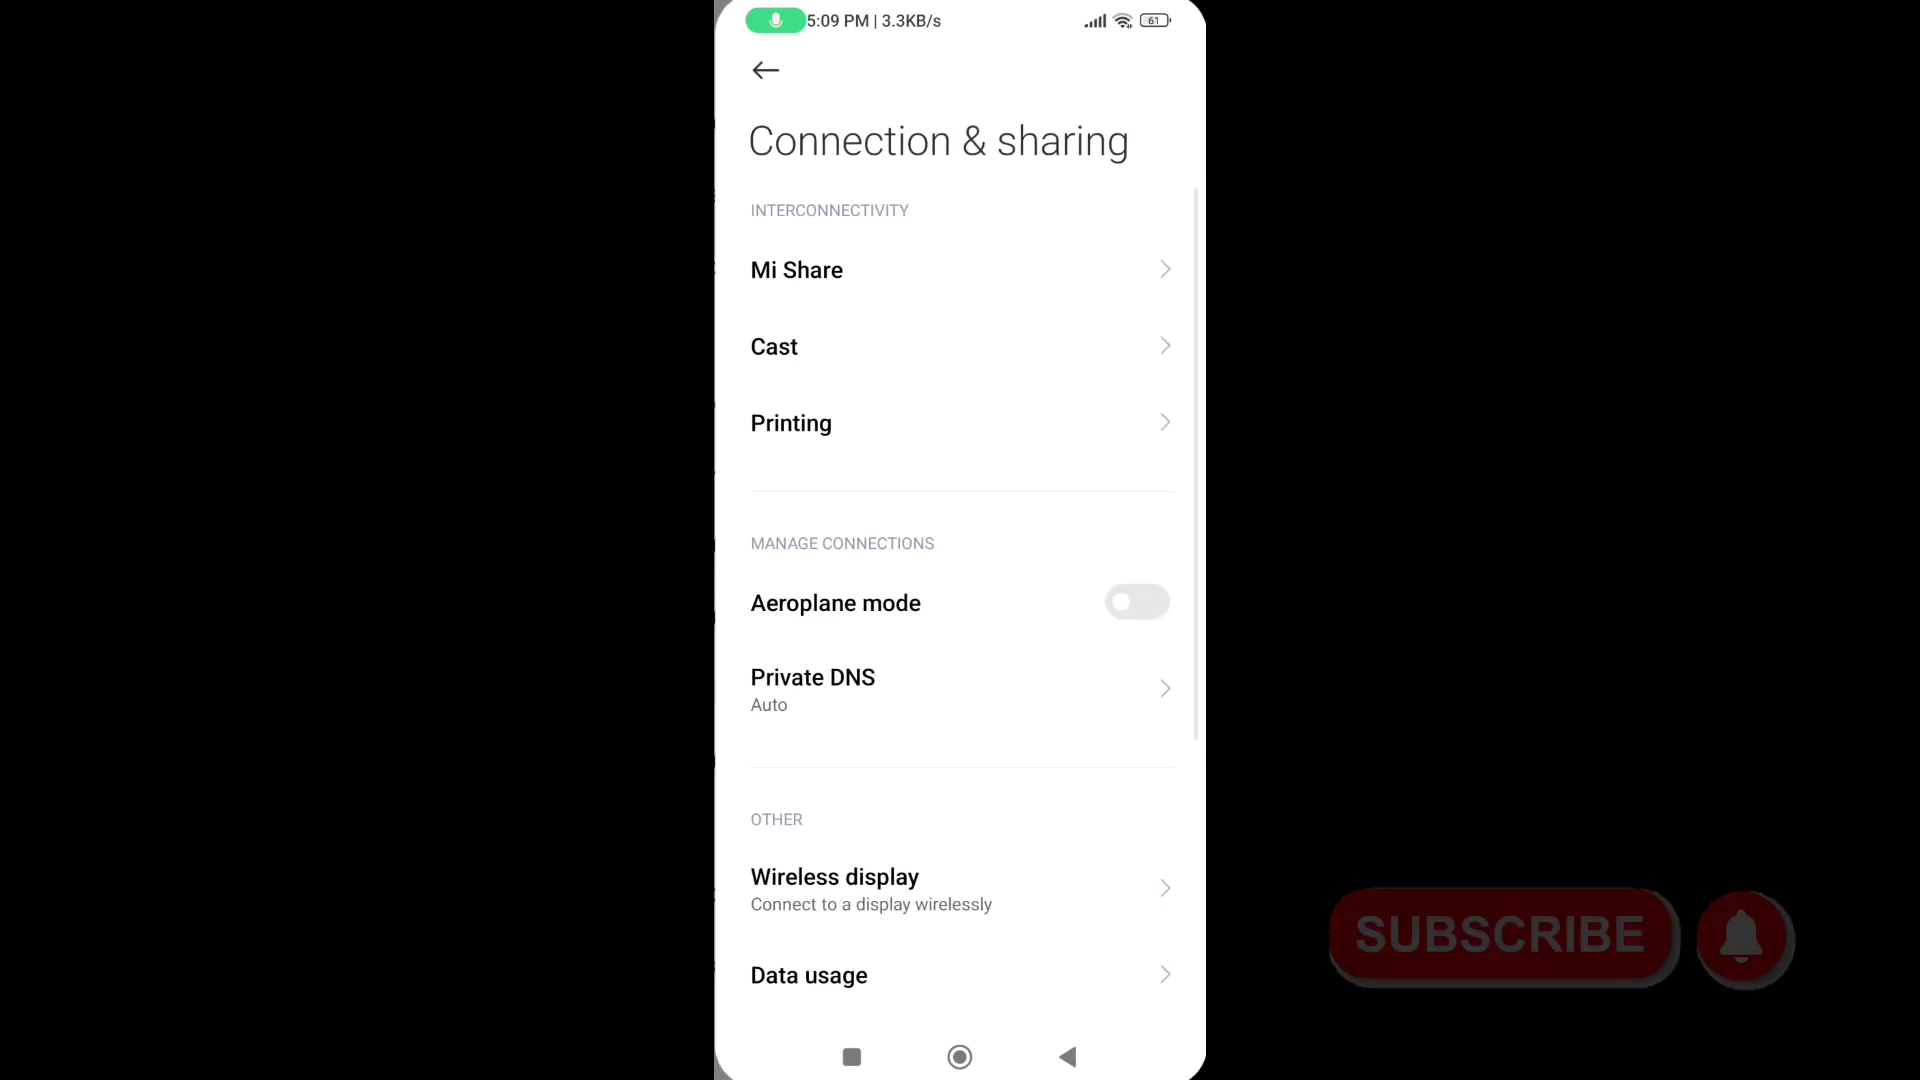 5:09 PM | 3.3KB/s 61
Connection & sharing
INTERCONNECTIVITY
Mi Share
Cast
Printing
MANAGE CONNECTIONS
Aeroplane mode
Private DNS
Auto
OTHER
Wireless display
Connect to a display wirelessly
Data usage
SUBSCRIBE